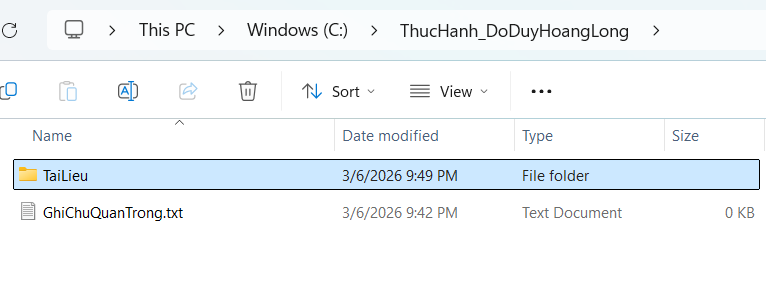 This PC > Windows (C:) > ThucHanh_DoDuyHoangLong >
Sort View ...
Name Date modified Type Size
TaiLieu 3/6/2026 9:49 PM File folder
GhiChuQuanTrong.txt 3/6/2026 9:42 PM Text Document 0 KB